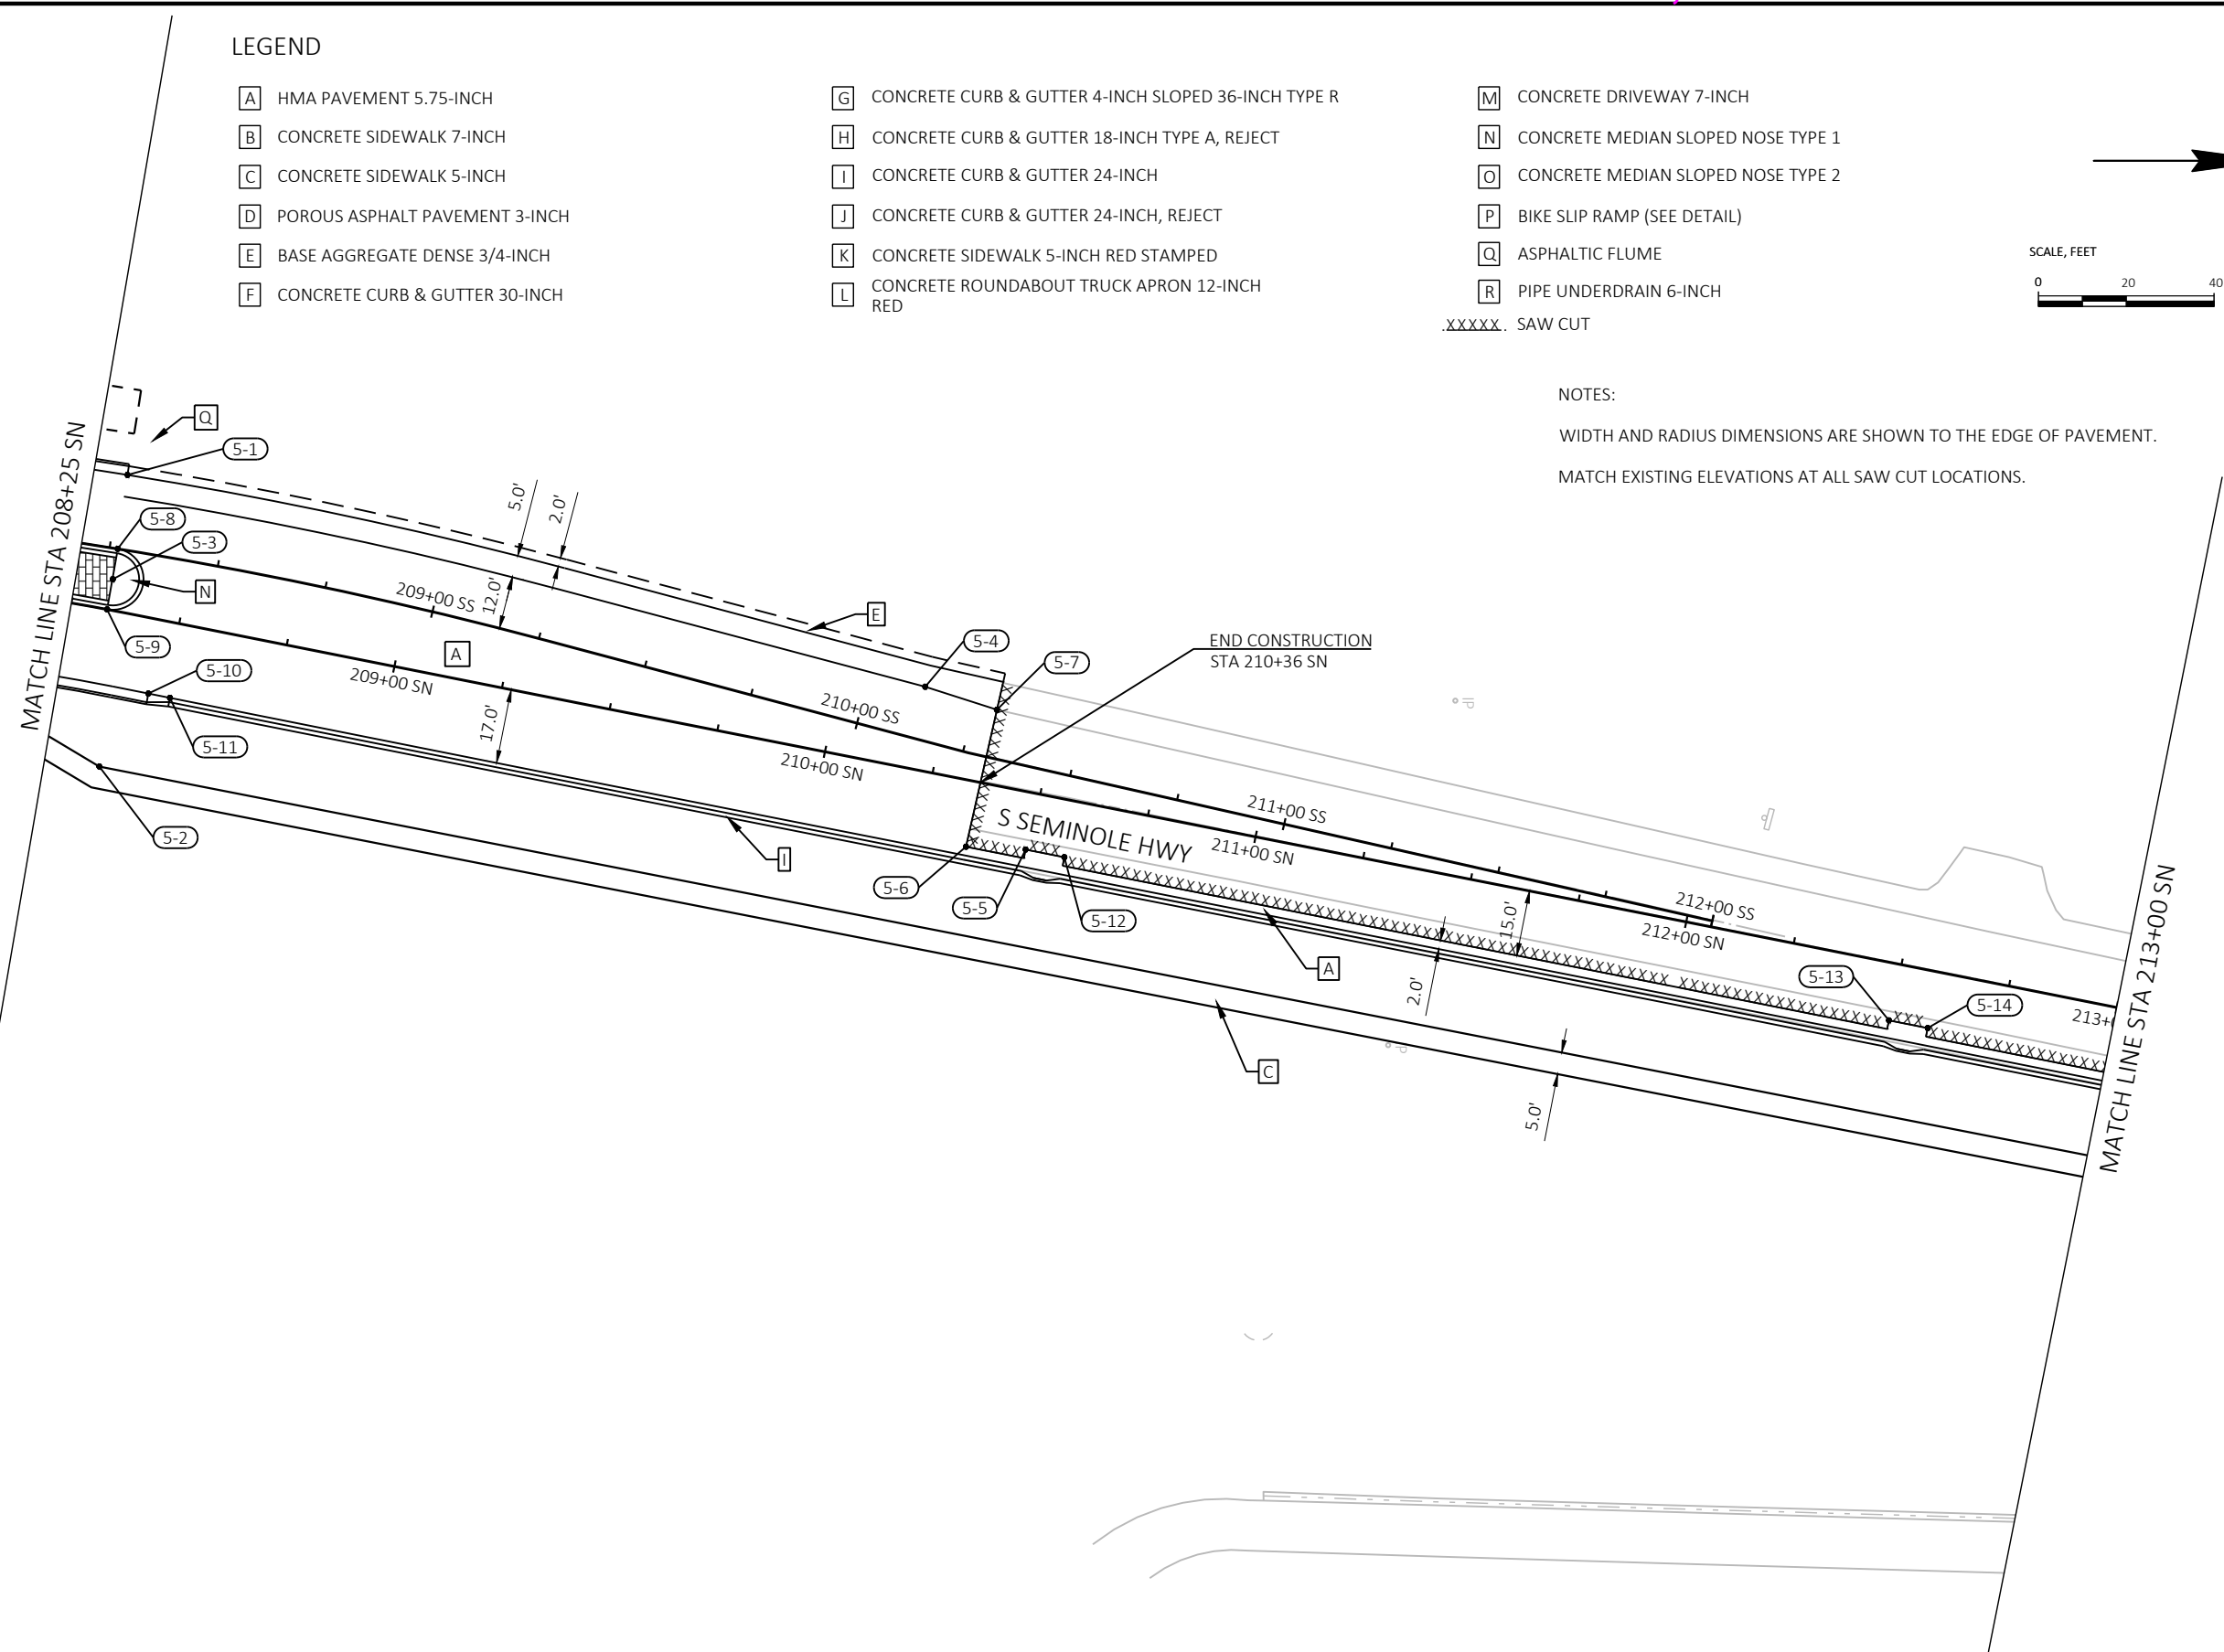 LEGEND
A HMA PAVEMENT 5.75-INCH
B CONCRETE SIDEWALK 7-INCH
C CONCRETE SIDEWALK 5-INCH
D POROUS ASPHALT PAVEMENT 3-INCH
E BASE AGGREGATE DENSE 3/4-INCH
F CONCRETE CURB & GUTTER 30-INCH
G CONCRETE CURB & GUTTER 4-INCH SLOPED 36-INCH TYPE R
H CONCRETE CURB & GUTTER 18-INCH TYPE A, REJECT
I CONCRETE CURB & GUTTER 24-INCH
J CONCRETE CURB & GUTTER 24-INCH, REJECT
K CONCRETE SIDEWALK 5-INCH RED STAMPED
L CONCRETE ROUNDABOUT TRUCK APRON 12-INCH
RED
M CONCRETE DRIVEWAY 7-INCH
N CONCRETE MEDIAN SLOPED NOSE TYPE 1
O CONCRETE MEDIAN SLOPED NOSE TYPE 2
P BIKE SLIP RAMP (SEE DETAIL)
Q ASPHALTIC FLUME
R PIPE UNDERDRAIN 6-INCH
XXXXX SAW CUT
SCALE, FEET
0 20 40
NOTES:
WIDTH AND RADIUS DIMENSIONS ARE SHOWN TO THE EDGE OF PAVEMENT.
MATCH EXISTING ELEVATIONS AT ALL SAW CUT LOCATIONS.
MATCH LINE STA 208+25 SN
Q
5-1
5-8
5-3
N
5-9
5-10
5-11
5-2
5.0'
2.0'
12.0'
209+00 SS
A
209+00 SN
17.0'
E
5-4
5-7
210+00 SS
210+00 SN
END CONSTRUCTION
STA 210+36 SN
I
S SEMINOLE HWY
5-6
5-5
5-12
211+00 SS
211+00 SN
A
2.0'
15.0'
C
5.0'
212+00 SS
212+00 SN
5-13
5-14
213+
MATCH LINE STA 213+00 SN